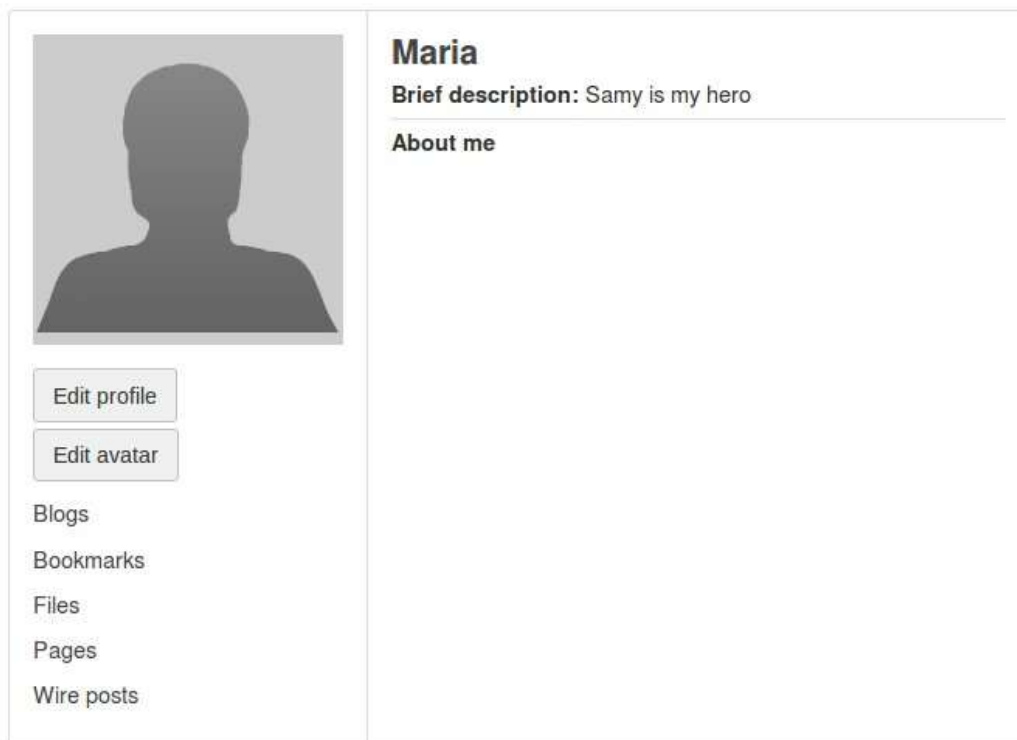 Maria
Brief description: Samy is my hero
About me
Edit profile
Edit avatar
Blogs
Bookmarks
Files
Pages
Wire posts